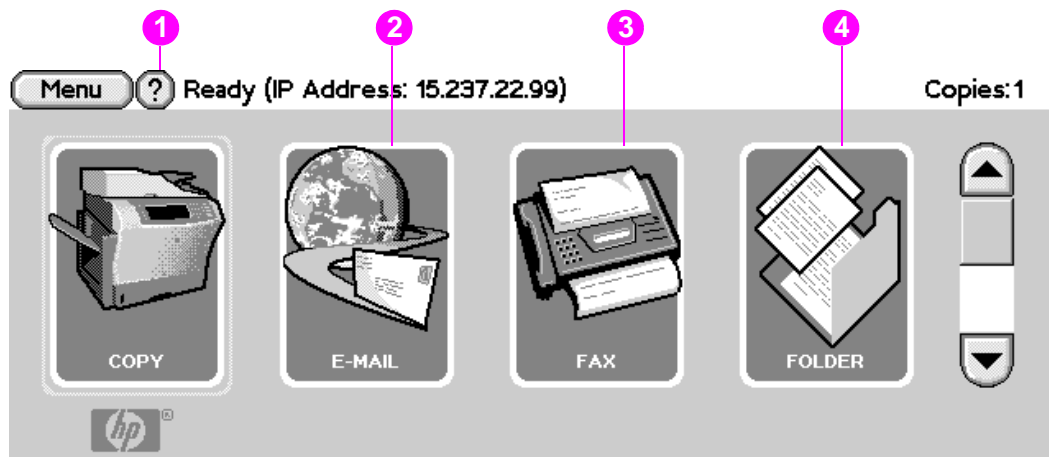 1 2 3 4
Menu ? Ready (IP Address: 15.237.22.99) Copies:1
COPY E-MAIL FAX FOLDER
hp ®